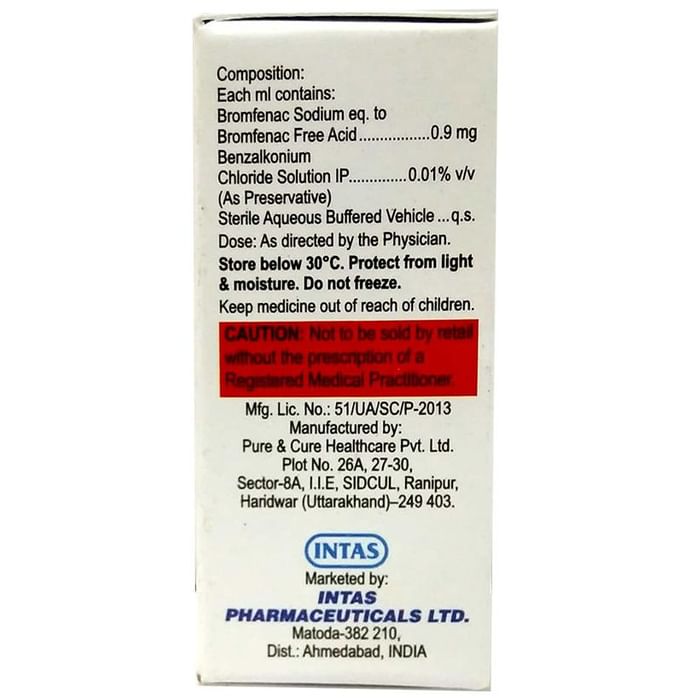 Composition:
Each ml contains:
Bromfenac Sodium eq. to
Bromfenac Free Acid.................0.9 mg
Benzalkonium
Chloride Solution IP..............0.01% v/v
(As Preservative)
Sterile Aqueous Buffered Vehicle ...q.s.
Dose: As directed by the Physician.
Store below 30°C. Protect from light
& moisture. Do not freeze.
Keep medicine out of reach of children.
CAUTION: Not to be sold by retail
without the prescription of a
Registered Medical Practitioner.
Mfg. Lic. No.: 51/UA/SC/P-2013
Manufactured by:
Pure & Cure Healthcare Pvt. Ltd.
Plot No. 26A, 27-30,
Sector-8A, I.I.E, SIDCUL, Ranipur,
Haridwar (Uttarakhand)–249 403.
INTAS
Marketed by:
INTAS
PHARMACEUTICALS LTD.
Matoda-382 210,
Dist.: Ahmedabad, INDIA